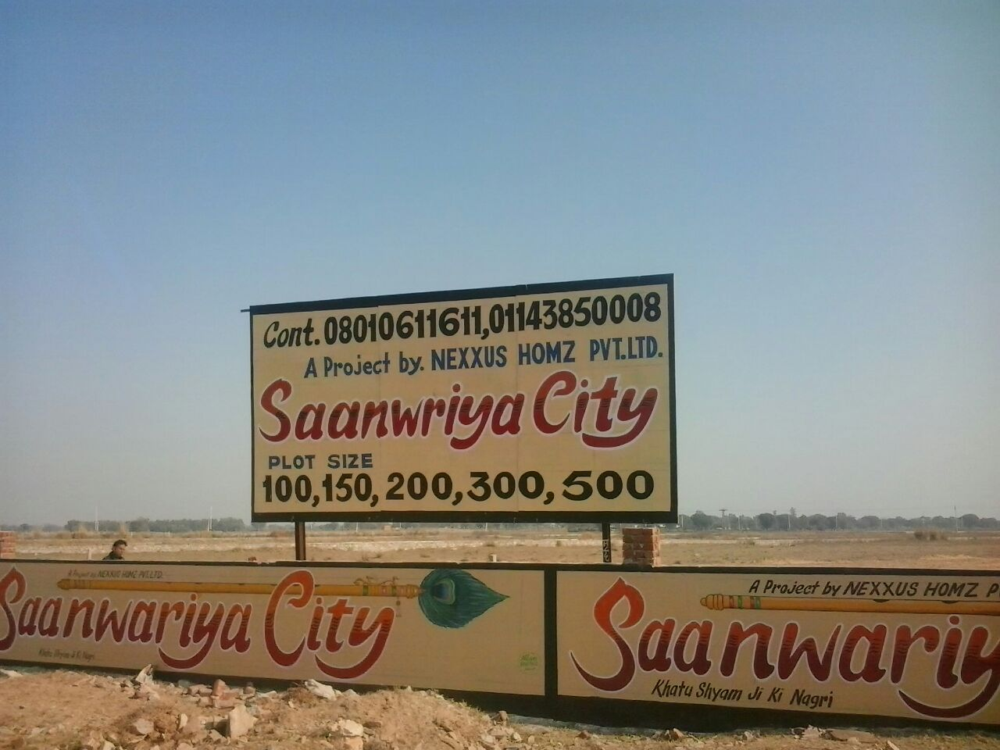 Cont. 08010611611,01143850008
A Project by. NEXXUS HOMZ PVT.LTD.
Saanwriya City
PLOT SIZE
100,150,200,300,500
A Project by NEXXUS HOMZ PVT.LTD.
Saanwariya City
Khatu Shyam Ji Ki Nagri
A Project by NEXXUS HOMZ P
Saanwariy
Khatu Shyam Ji Ki Nagri